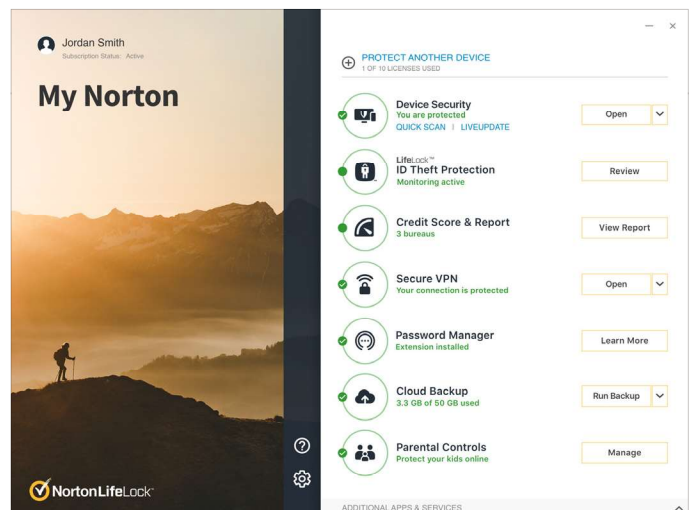 Jordan Smith
Subscription Status: Active
My Norton
NortonLifeLock
PROTECT ANOTHER DEVICE
1 OF 10 LICENSES USED
Device Security
You are protected
QUICK SCAN | LIVEUPDATE
Open
LifeLock™
ID Theft Protection
Monitoring active
Review
Credit Score & Report
3 bureaus
View Report
Secure VPN
Your connection is protected
Open
Password Manager
Extension installed
Learn More
Cloud Backup
3.3 GB of 50 GB used
Run Backup
Parental Controls
Protect your kids online
Manage
ADDITIONAL APPS & SERVICES